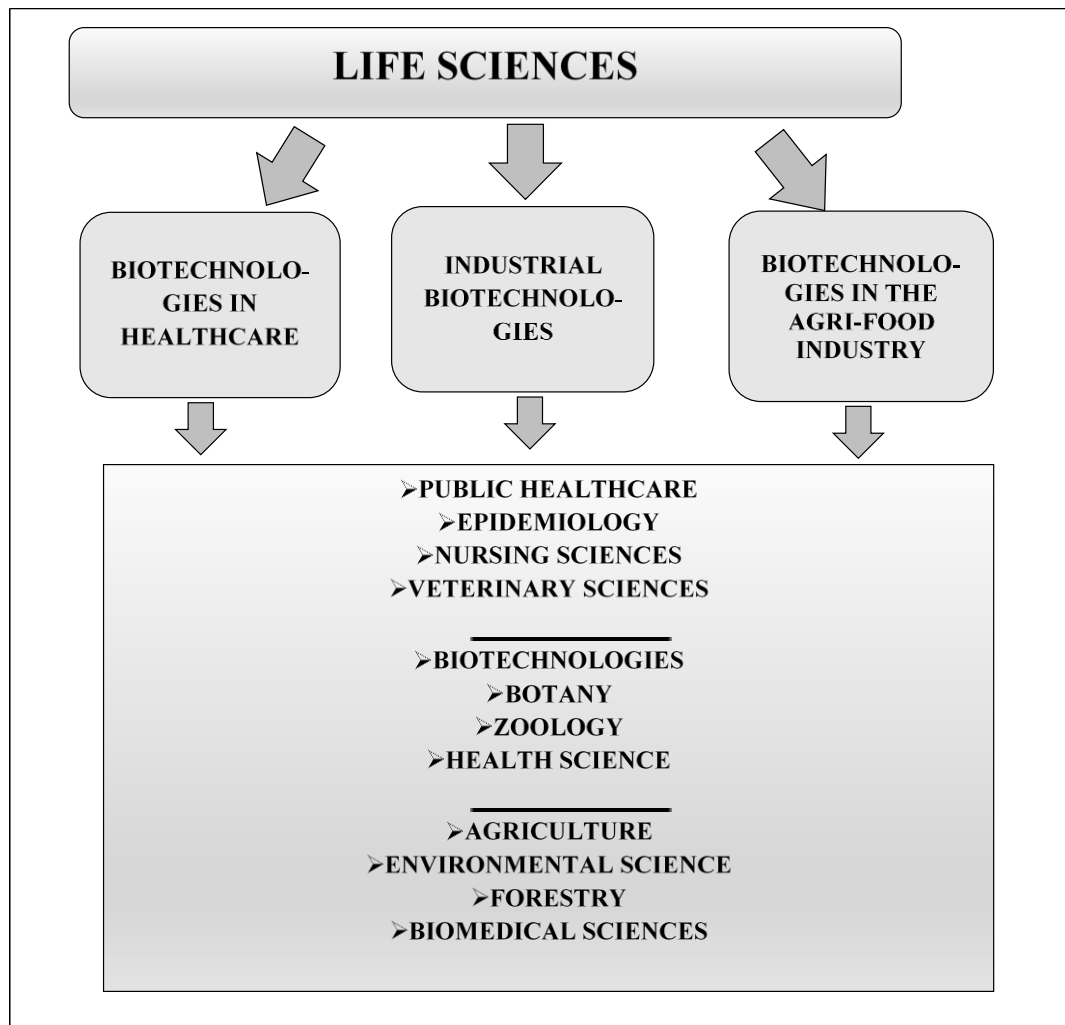 LIFE SCIENCES
BIOTECHNOLO-
GIES IN
HEALTHCARE
INDUSTRIAL
BIOTECHNOLO-
GIES
BIOTECHNOLO-
GIES IN THE
AGRI-FOOD
INDUSTRY
➢PUBLIC HEALTHCARE
➢EPIDEMIOLOGY
➢NURSING SCIENCES
➢VETERINARY SCIENCES
➢BIOTECHNOLOGIES
➢BOTANY
➢ZOOLOGY
➢HEALTH SCIENCE
➢AGRICULTURE
➢ENVIRONMENTAL SCIENCE
➢FORESTRY
➢BIOMEDICAL SCIENCES